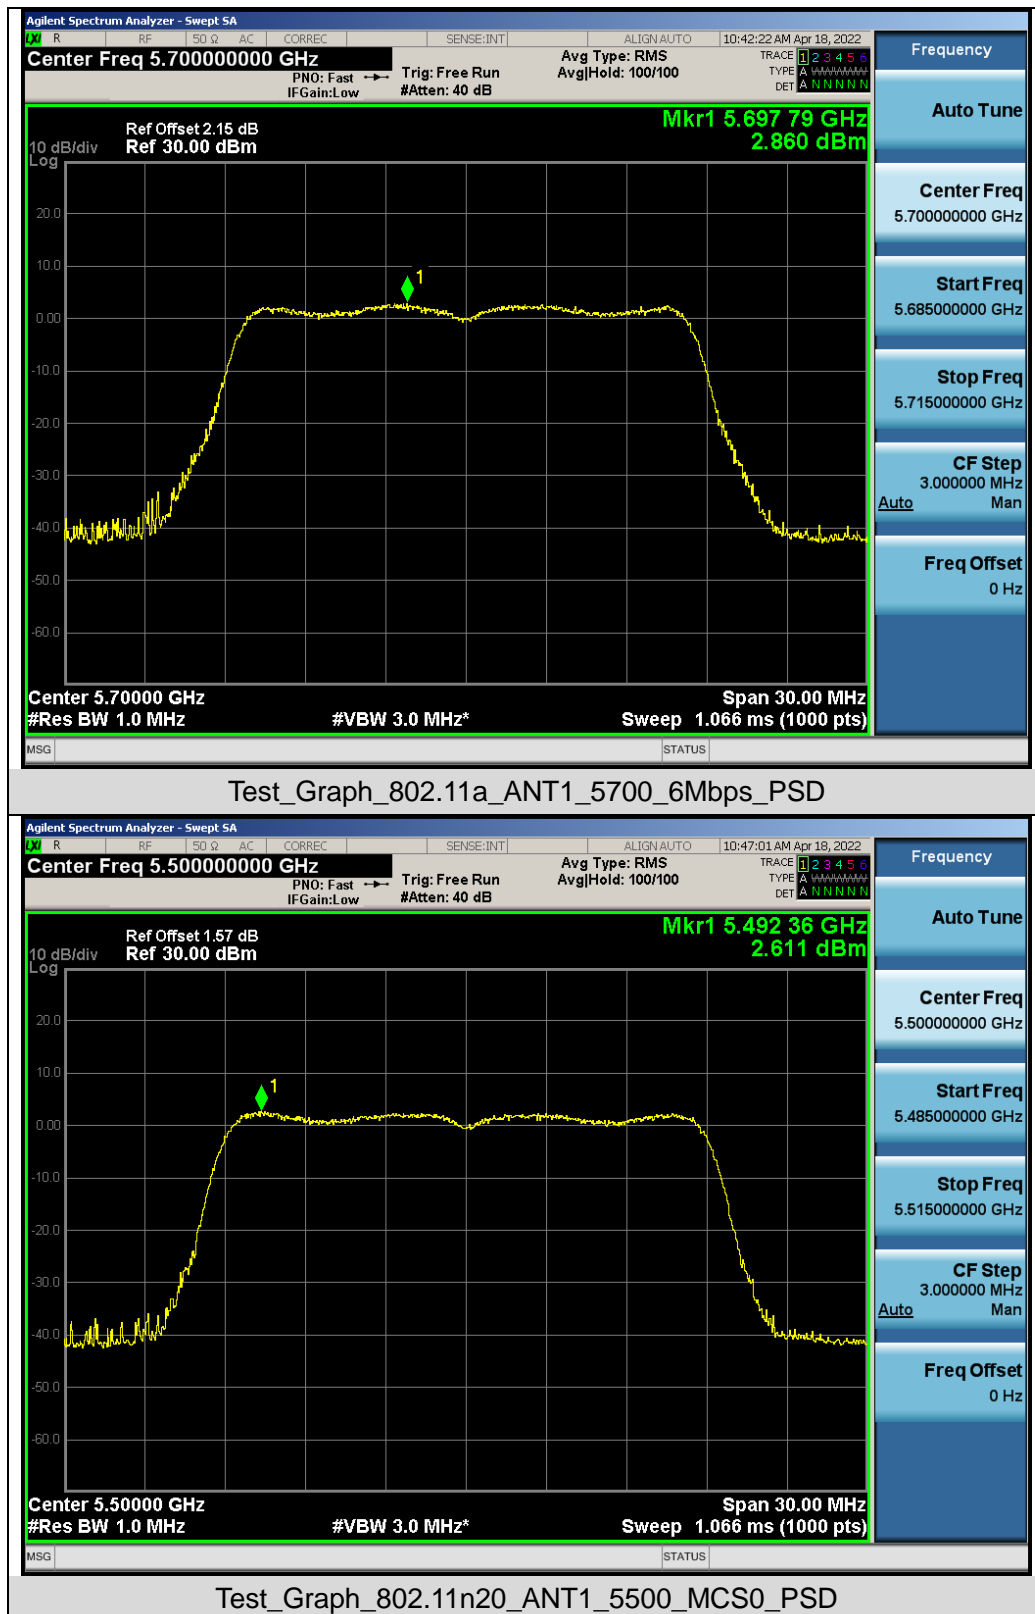 Agilent Spectrum Analyzer - Swept SA
LXI R RF 50 Ω AC CORREC SENSE:INT ALIGN AUTO 10:42:22 AM Apr 18, 2022
Center Freq 5.700000000 GHz
PNO: Fast
IFGain:Low
Trig: Free Run
#Atten: 40 dB
Avg Type: RMS
Avg|Hold: 100/100
TRACE 1 2 3 4 5 6
TYPE A WWWWW
DET A N N N N N
Ref Offset 2.15 dB
Ref 30.00 dBm
10 dB/div
Log
Mkr1 5.697 79 GHz
2.860 dBm
1
20.0
10.0
0.00
-10.0
-20.0
-30.0
-40.0
-50.0
-60.0
Center 5.70000 GHz
Span 30.00 MHz
#Res BW 1.0 MHz
#VBW 3.0 MHz*
Sweep 1.066 ms (1000 pts)
MSG
STATUS
Frequency
Auto Tune
Center Freq
5.700000000 GHz
Start Freq
5.685000000 GHz
Stop Freq
5.715000000 GHz
CF Step
3.000000 MHz
Auto Man
Freq Offset
0 Hz
Test_Graph_802.11a_ANT1_5700_6Mbps_PSD
Agilent Spectrum Analyzer - Swept SA
LXI R RF 50 Ω AC CORREC SENSE:INT ALIGN AUTO 10:47:01 AM Apr 18, 2022
Center Freq 5.500000000 GHz
PNO: Fast
IFGain:Low
Trig: Free Run
#Atten: 40 dB
Avg Type: RMS
Avg|Hold: 100/100
TRACE 1 2 3 4 5 6
TYPE A WWWWW
DET A N N N N N
Ref Offset 1.57 dB
Ref 30.00 dBm
10 dB/div
Log
Mkr1 5.492 36 GHz
2.611 dBm
1
20.0
10.0
0.00
-10.0
-20.0
-30.0
-40.0
-50.0
-60.0
Center 5.50000 GHz
Span 30.00 MHz
#Res BW 1.0 MHz
#VBW 3.0 MHz*
Sweep 1.066 ms (1000 pts)
MSG
STATUS
Frequency
Auto Tune
Center Freq
5.500000000 GHz
Start Freq
5.485000000 GHz
Stop Freq
5.515000000 GHz
CF Step
3.000000 MHz
Auto Man
Freq Offset
0 Hz
Test_Graph_802.11n20_ANT1_5500_MCS0_PSD